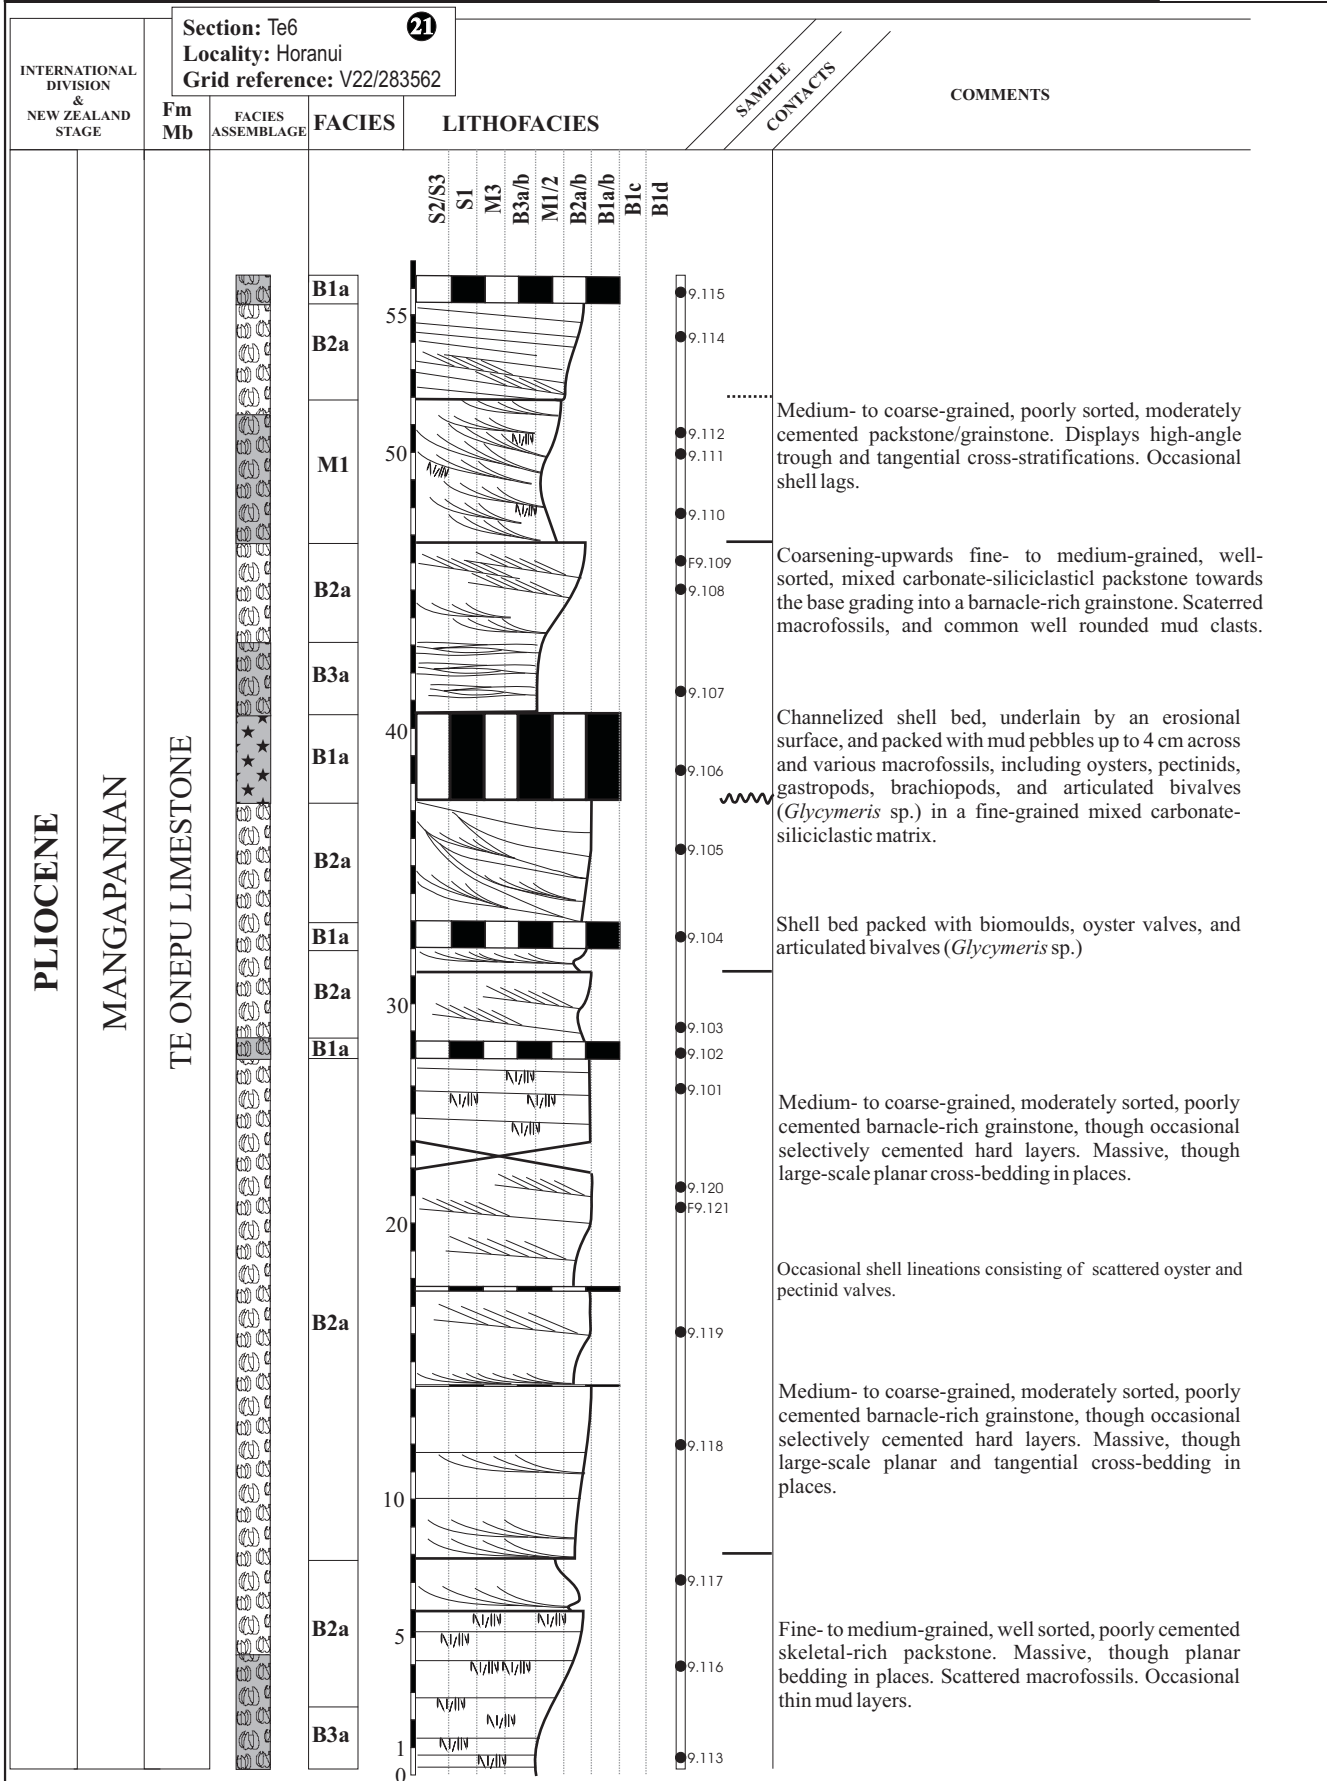 Section: Te6
21
Locality: Horanui
Grid reference: V22/283562
INTERNATIONAL
DIVISION
&
NEW ZEALAND
STAGE
Fm
Mb
FACIES
ASSEMBLAGE
FACIES
LITHOFACIES
SAMPLE
CONTACTS
COMMENTS
S2/S3
S1
M3
B3a/b
M1/2
B2a/b
B1a/b
B1c
B1d
PLIOCENE
MANGAPANIAN
TE ONEPU LIMESTONE
B1a
B2a
M1
B2a
B3a
B1a
B2a
B1a
B2a
B1a
B2a
B2a
B3a
55
50
40
30
20
10
5
1
0
9.115
9.114
9.112
9.111
9.110
F9.109
9.108
9.107
9.106
9.105
9.104
9.103
9.102
9.101
9.120
F9.121
9.119
9.118
9.117
9.116
9.113
Medium- to coarse-grained, poorly sorted, moderately
cemented packstone/grainstone. Displays high-angle
trough and tangential cross-stratifications. Occasional
shell lags.
Coarsening-upwards fine- to medium-grained, well-
sorted, mixed carbonate-siliciclasticl packstone towards
the base grading into a barnacle-rich grainstone. Scaterred
macrofossils, and common well rounded mud clasts.
Channelized shell bed, underlain by an erosional
surface, and packed with mud pebbles up to 4 cm across
and various macrofossils, including oysters, pectinids,
gastropods, brachiopods, and articulated bivalves
(Glycymeris sp.) in a fine-grained mixed carbonate-
siliciclastic matrix.
Shell bed packed with biomoulds, oyster valves, and
articulated bivalves (Glycymeris sp.)
Medium- to coarse-grained, moderately sorted, poorly
cemented barnacle-rich grainstone, though occasional
selectively cemented hard layers. Massive, though
large-scale planar cross-bedding in places.
Occasional shell lineations consisting of scattered oyster and
pectinid valves.
Medium- to coarse-grained, moderately sorted, poorly
cemented barnacle-rich grainstone, though occasional
selectively cemented hard layers. Massive, though
large-scale planar and tangential cross-bedding in
places.
Fine- to medium-grained, well sorted, poorly cemented
skeletal-rich packstone. Massive, though planar
bedding in places. Scattered macrofossils. Occasional
thin mud layers.